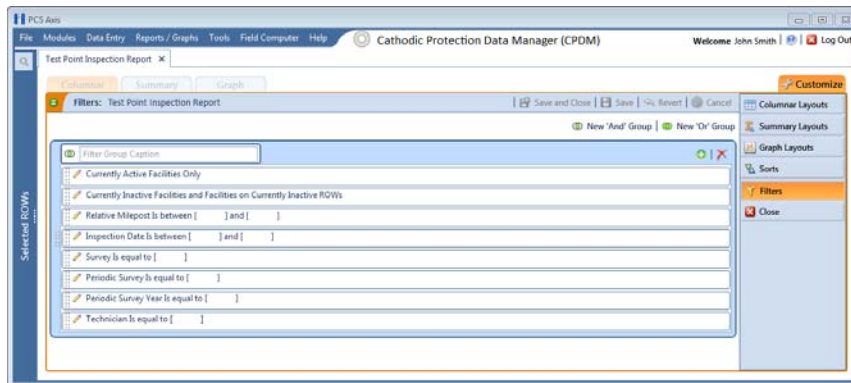 PCS Axis
File Modules Data Entry Reports / Graphs Tools Field Computer Help Cathodic Protection Data Manager (CPDM) Welcome John Smith | Log Out
Test Point Inspection Report X
Columnar Summary Graph Customize
Filters: Test Point Inspection Report | Save and Close | Save | Revert | Cancel
Columnar Layouts
New 'And' Group | New 'Or' Group
Summary Layouts
Filter Group Caption
Graph Layouts
Currently Active Facilities Only
Sorts
Currently Inactive Facilities and Facilities on Currently Inactive ROWs
Filters
Relative Milepost Is between [ ] and [ ]
Close
Inspection Date Is between [ ] and [ ]
Survey Is equal to [ ]
Periodic Survey Is equal to [ ]
Periodic Survey Year Is equal to [ ]
Technician Is equal to [ ]
Selected ROWs